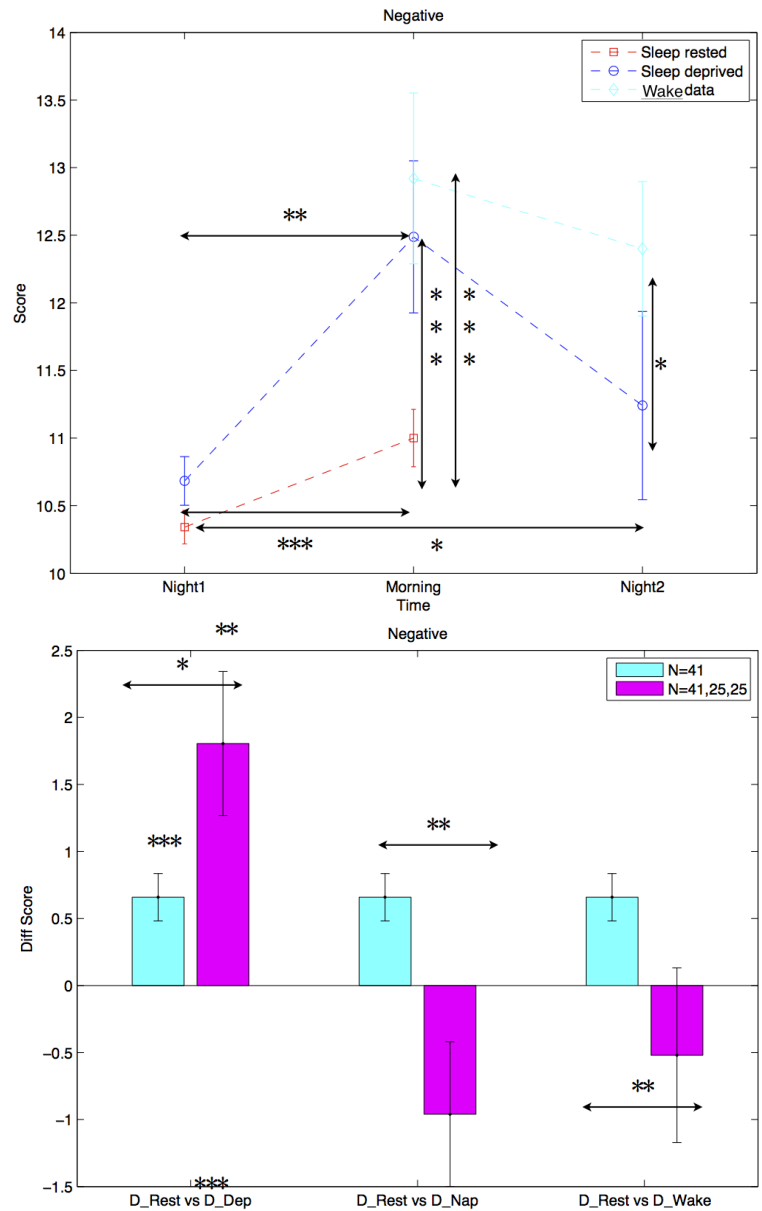 Negative
14
13.5
13
12.5
12
11.5
11
10.5
10
Score
Sleep rested
Sleep deprived
Wake data
**
***
***
*
***
*
Night1
Morning
Night2
Time
Negative
2.5
2
1.5
1
0.5
0
−0.5
−1
−1.5
Diff Score
N=41
N=41,25,25
**
*
***
**
**
***
D_Rest vs D_Dep
D_Rest vs D_Nap
D_Rest vs D_Wake